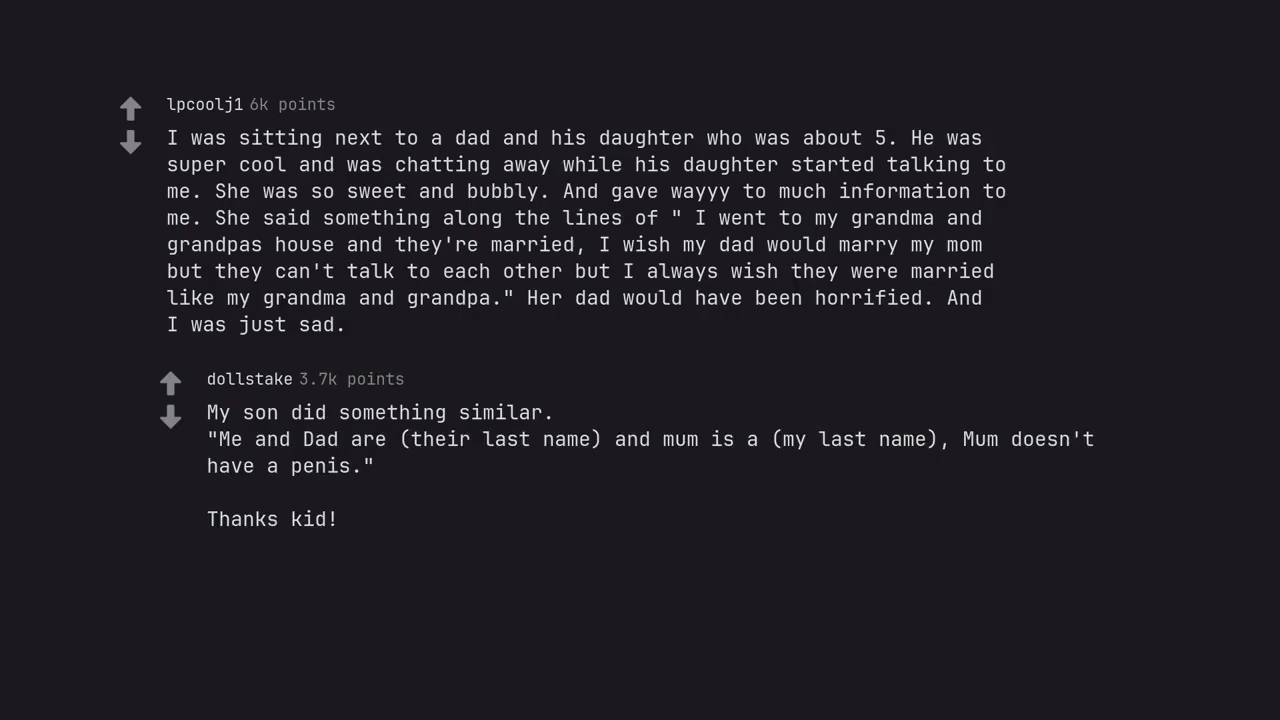 lpcoolj1 6k points
I was sitting next to a dad and his daughter who was about 5. He was
super cool and was chatting away while his daughter started talking to
me. She was so sweet and bubbly. And gave wayyy to much information to
me. She said something along the lines of " I went to my grandma and
grandpas house and they're married, I wish my dad would marry my mom
but they can't talk to each other but I always wish they were married
like my grandma and grandpa." Her dad would have been horrified. And
I was just sad.
dollstake 3.7k points
My son did something similar.
"Me and Dad are (their last name) and mum is a (my last name), Mum doesn't
have a penis."
Thanks kid!